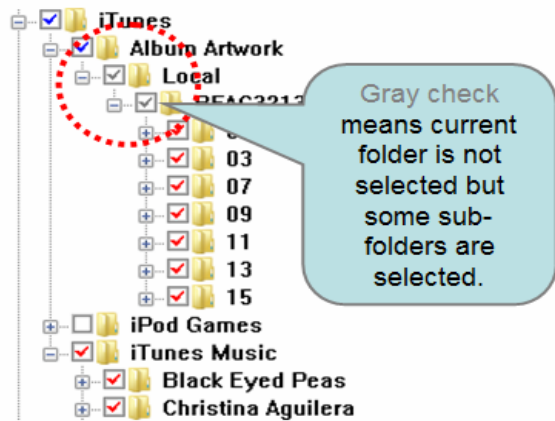 iTunes
Album Artwork
Local
Gray check
means current
folder is not
selected but
some sub-
folders are
selected.
03
07
09
11
13
15
iPod Games
iTunes Music
Black Eyed Peas
Christina Aguilera